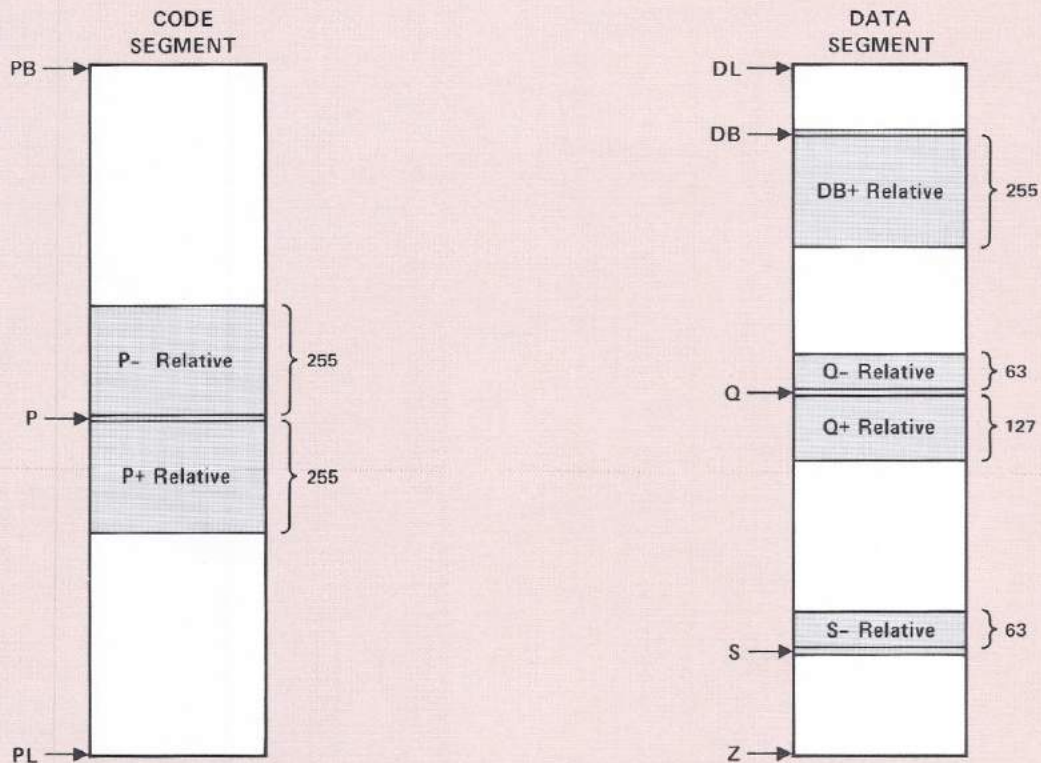 CODE
SEGMENT
PB
P- Relative
255
P
P+ Relative
255
PL
DATA
SEGMENT
DL
DB
DB+ Relative
255
Q- Relative
63
Q
Q+ Relative
127
S- Relative
63
S
Z